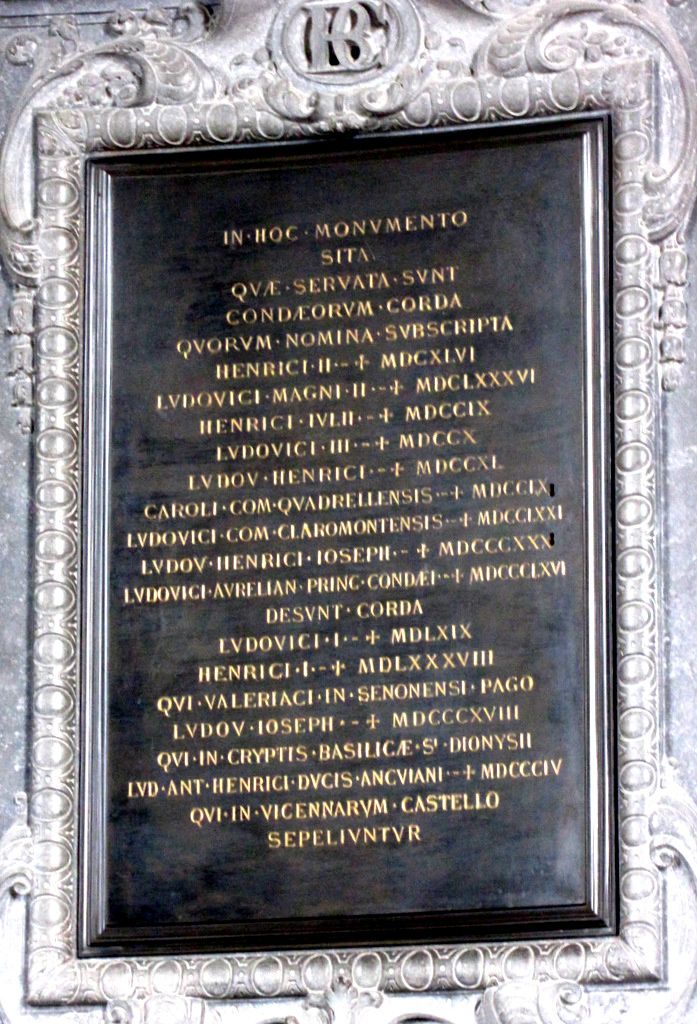 IN·HOC·MONVMENTO
SITA
QVÆ·SERVATA·SVNT
CONDÆORVM·CORDA
QVORVM·NOMINA·SVBSCRIPTA
HENRICI·II·-✝ MDCXLVI
LVDOVICI·MAGNI·II·-✝ MDCLXXXVI
HENRICI·IVLII·-✝ MDCCIX
LVDOVICI·III·-✝ MDCCX
LVDOV·HENRICI·-✝ MDCCXL
CAROLI·COM·QVADRELLENSIS·-✝ MDCCLX
LVDOVICI·COM·CLAROMONTENSIS·-✝ MDCCLXXI
LVDOV·HENRICI·IOSEPH·-✝ MDCCCXXX
LVDOVICI·AVRELIAN·PRINC·CONDÆI·-✝ MDCCCLXVI
DESVNT·CORDA
LVDOVICI·I·-✝ MDLXIX
HENRICI·I·-✝ MDLXXXVIII
QVI·VALERIACI·IN·SENONENSI·PAGO
LVDOV·IOSEPH·-✝ MDCCCXVIII
QVI·IN·CRYPTIS·BASILICÆ·Sᵗ·DIONYSII
LVD·ANT·HENRICI·DVCIS·ANGVIANI·-✝ MDCCCIV
QVI·IN·VICENNARVM·CASTELLO
SEPELIVNTVR